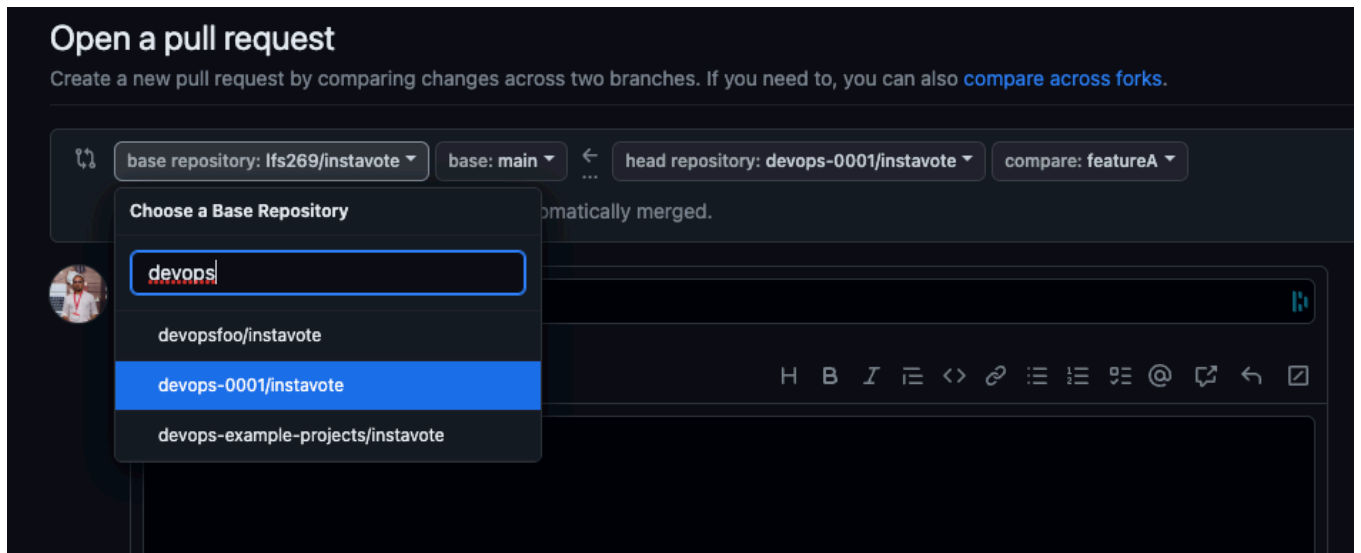 Open a pull request
Create a new pull request by comparing changes across two branches. If you need to, you can also compare across forks.
base repository: lfs269/instavote base: main ← head repository: devops-0001/instavote compare: featureA
Choose a Base Repository
omatically merged.
devops
devopsfoo/instavote
H B I <> @
devops-0001/instavote
devops-example-projects/instavote